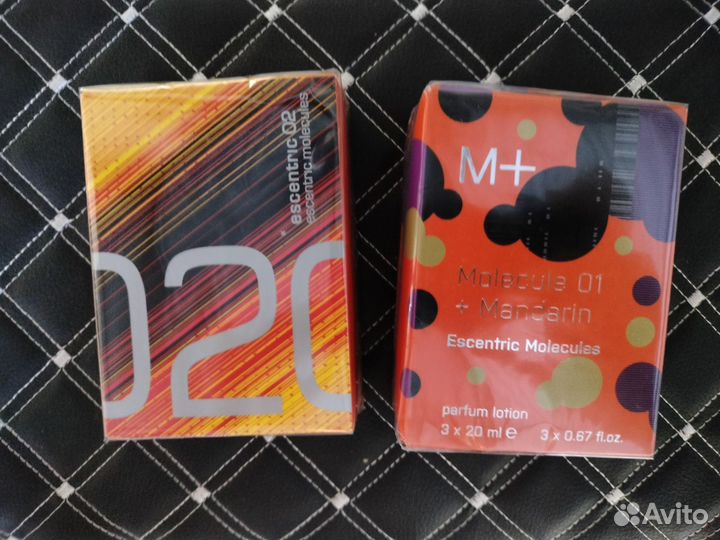 escentric 02
escentric molecules
020
M+
Molecule 01
+ Mandarin
Escentric Molecules
parfum lotion
3 x 20 ml e 3 x 0.67 fl.oz.
Avito